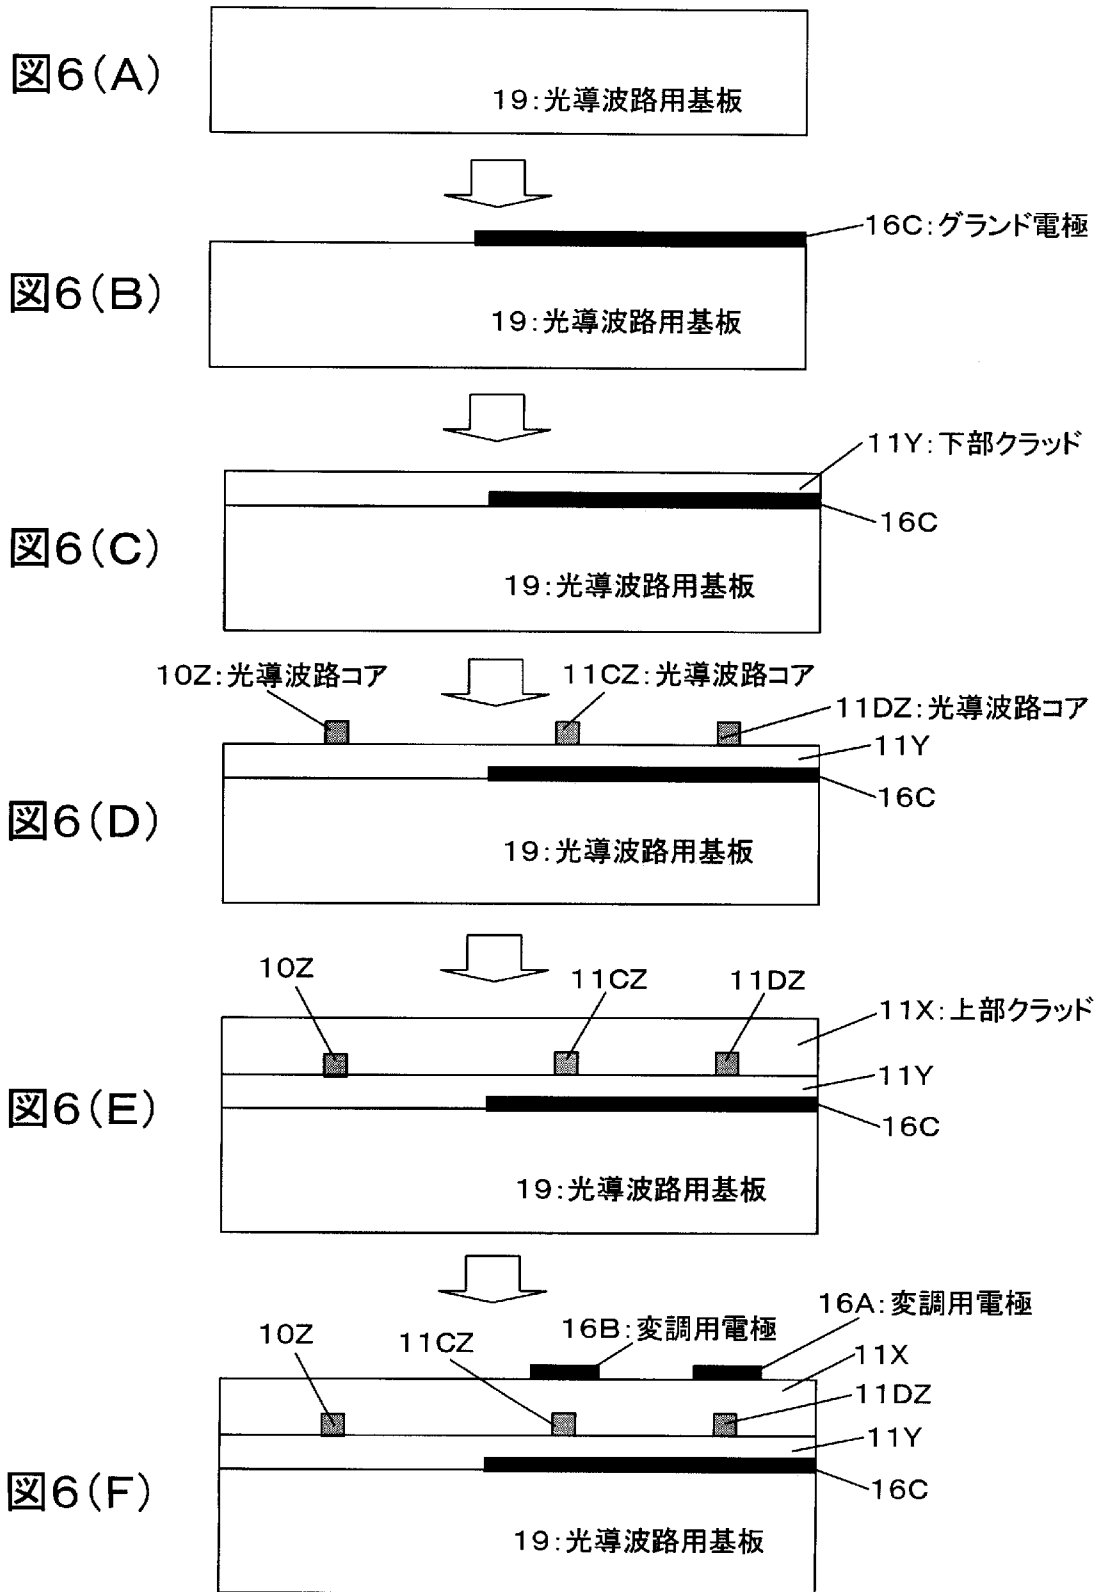 図6(A)
19:光導波路用基板
16C:グランド電極
図6(B)
19:光導波路用基板
11Y:下部クラッド
16C
図6(C)
19:光導波路用基板
10Z:光導波路コア
11CZ:光導波路コア
11DZ:光導波路コア
11Y
16C
図6(D)
19:光導波路用基板
10Z
11CZ
11DZ
11X:上部クラッド
11Y
16C
図6(E)
19:光導波路用基板
16A:変調用電極
16B:変調用電極
10Z
11CZ
11X
11DZ
11Y
16C
図6(F)
19:光導波路用基板